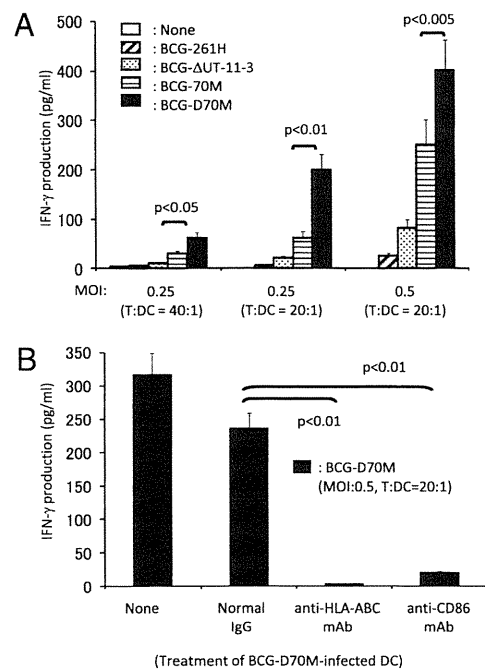 A
: None
: BCG-261H
: BCG-ΔUT-11-3
: BCG-70M
: BCG-D70M
p<0.005
p<0.01
p<0.05
IFN-γ production (pg/ml)
500
400
300
200
100
0
MOI: 0.25 0.25 0.5
(T:DC = 40:1) (T:DC = 20:1) (T:DC = 20:1)
B
IFN-γ production (pg/ml)
350
300
250
200
150
100
50
0
p<0.01
p<0.01
: BCG-D70M
(MOI:0.5, T:DC=20:1)
None Normal anti-HLA-ABC anti-CD86
IgG mAb mAb
(Treatment of BCG-D70M-infected DC)